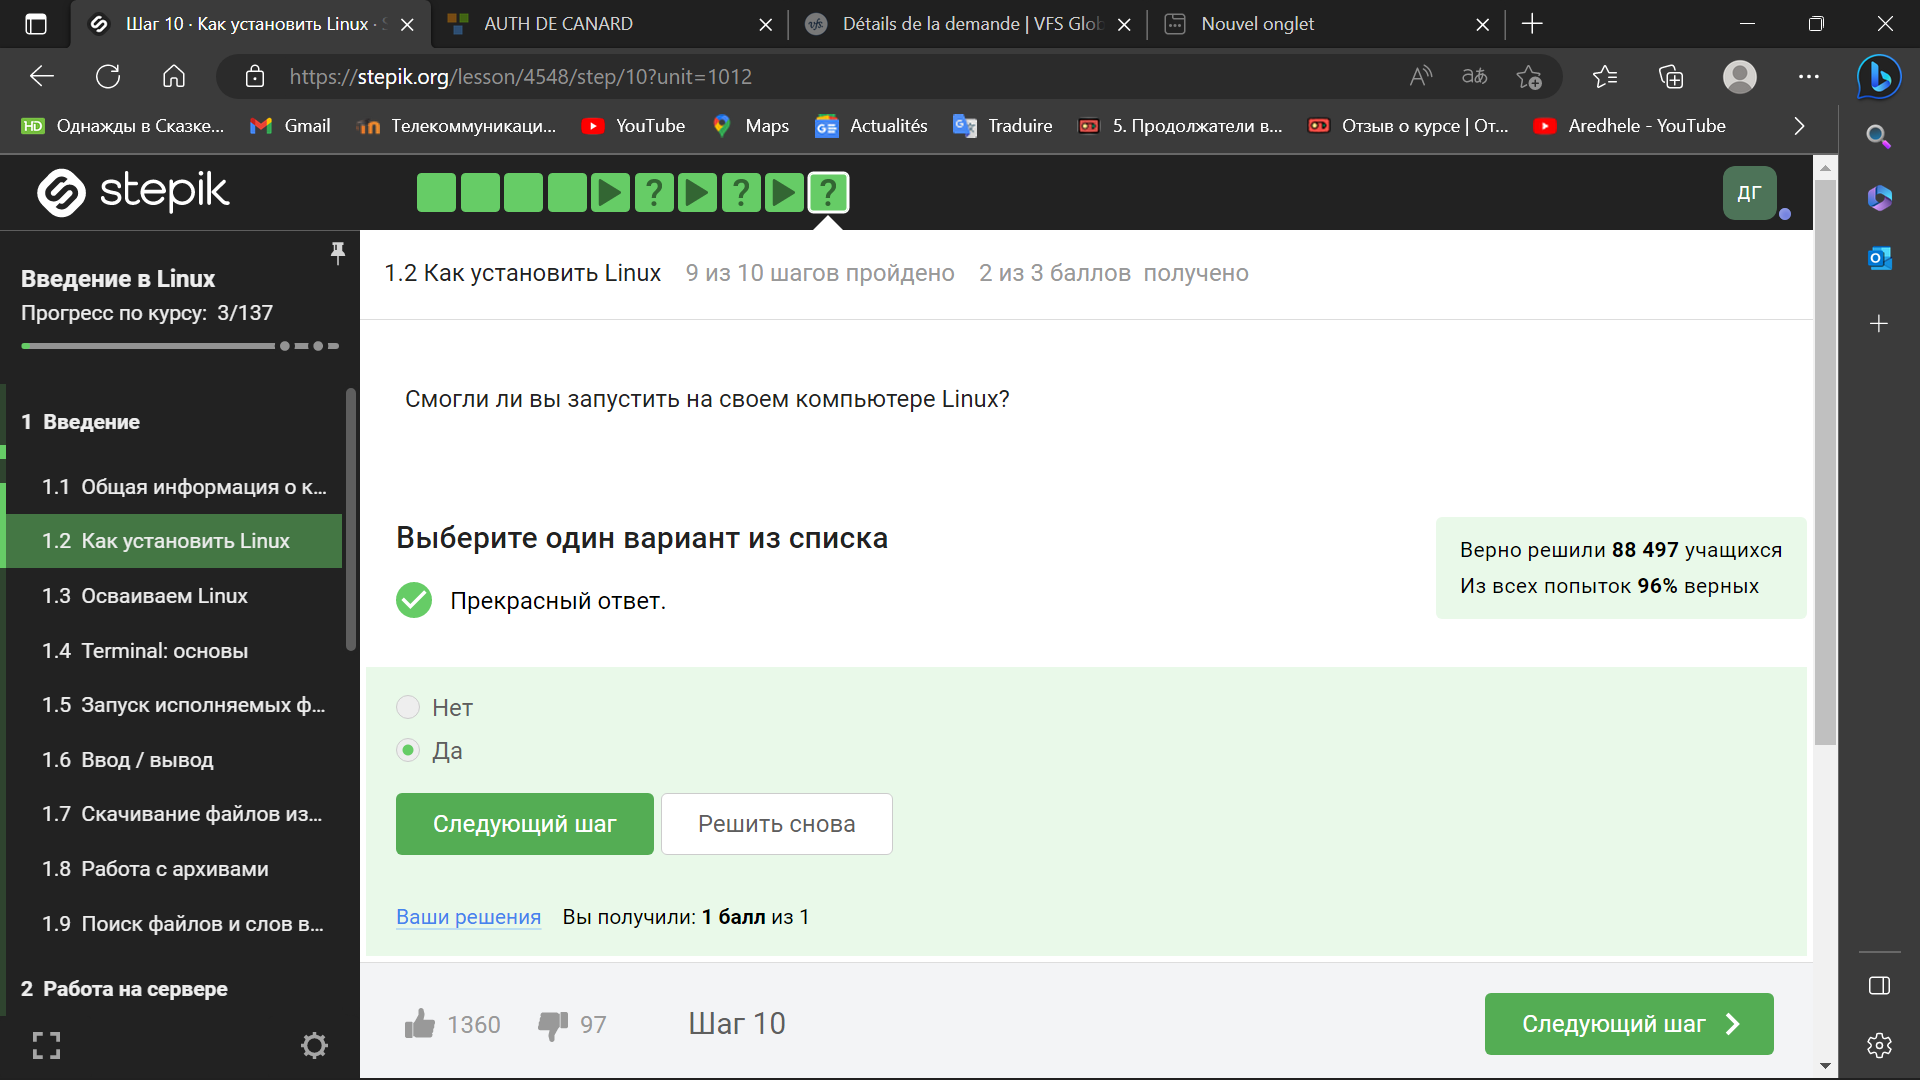 Шаг 10 · Как установить Linux ·
AUTH DE CANARD
Détails de la demande | VFS Glob
Nouvel onglet
https://stepik.org/lesson/4548/step/10?unit=1012
Однажды в Сказке...
Gmail
Телекоммуникаци...
YouTube
Maps
Actualités
Traduire
5. Продолжатели в...
Отзыв о курсе | От...
Aredhele - YouTube
stepik
ДГ
Введение в Linux
Прогресс по курсу: 3/137
1 Введение
1.1 Общая информация о к...
1.2 Как установить Linux
1.3 Осваиваем Linux
1.4 Terminal: основы
1.5 Запуск исполняемых ф...
1.6 Ввод / вывод
1.7 Скачивание файлов из...
1.8 Работа с архивами
1.9 Поиск файлов и слов в...
2 Работа на сервере
1.2 Как установить Linux 9 из 10 шагов пройдено 2 из 3 баллов получено
Смогли ли вы запустить на своем компьютере Linux?
Выберите один вариант из списка
Прекрасный ответ.
Верно решили 88 497 учащихся
Из всех попыток 96% верных
Нет
Да
Следующий шаг
Решить снова
Ваши решения Вы получили: 1 балл из 1
1360
97
Шаг 10
Следующий шаг